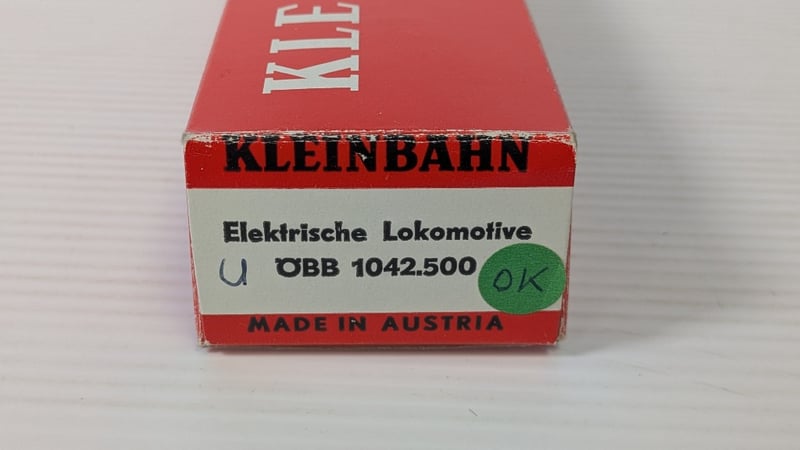 KLE
KLEINBAHN
Elektrische Lokomotive
U ÖBB 1042.500
OK
MADE IN AUSTRIA